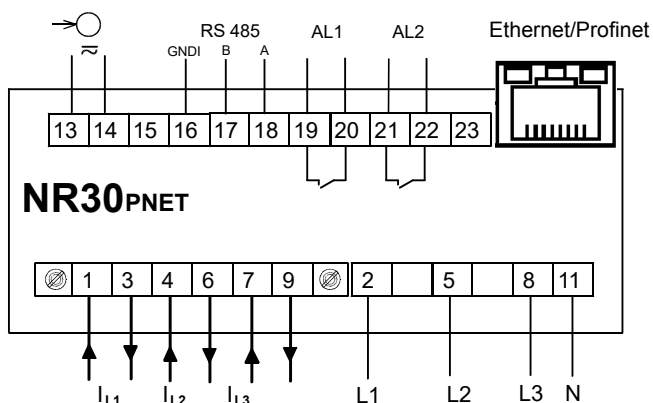 RS 485 AL1 AL2 Ethernet/Profinet
GNDI B A
13 14 15 16 17 18 19 20 21 22 23
NR30PNET
1 3 4 6 7 9 2 5 8 11
IL1 IL2 IL3 L1 L2 L3 N